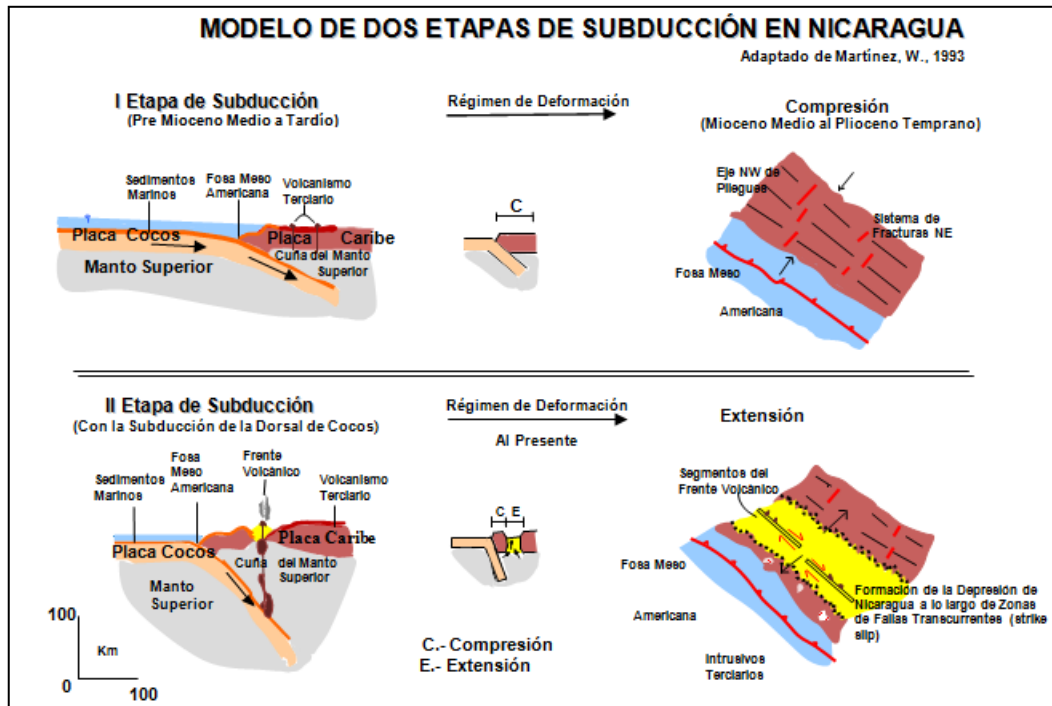 MODELO DE DOS ETAPAS DE SUBDUCCIÓN EN NICARAGUA
Adaptado de Martínez, W., 1993
I Etapa de Subducción
(Pre Mioceno Medio a Tardío)
Régimen de Deformación
Compresión
(Mioceno Medio al Plioceno Temprano)
Sedimentos
Marinos
Fosa Meso
Americana
Volcanismo
Terciario
Placa Cocos
Placa Caribe
Cuña del Manto
Superior
Manto Superior
C
Eje NW de
Pliegues
Sistema de
Fracturas NE
Fosa Meso
Americana
II Etapa de Subducción
(Con la Subducción de la Dorsal de Cocos)
Régimen de Deformación
Al Presente
Extensión
Sedimentos
Marinos
Fosa
Meso
Americana
Frente
Volcánico
Volcanismo
Terciario
Placa Cocos
Placa Caribe
Cuña del Manto
Superior
Manto
Superior
100
Km
0
100
C E
C.- Compresión
E.- Extensión
Segmentos del
Frente Volcánico
Fosa Meso
Americana
Formación de la Depresión de
Nicaragua a lo largo de Zonas
de Fallas Transcurrentes (strike
slip)
Intrusivos
Terciarios